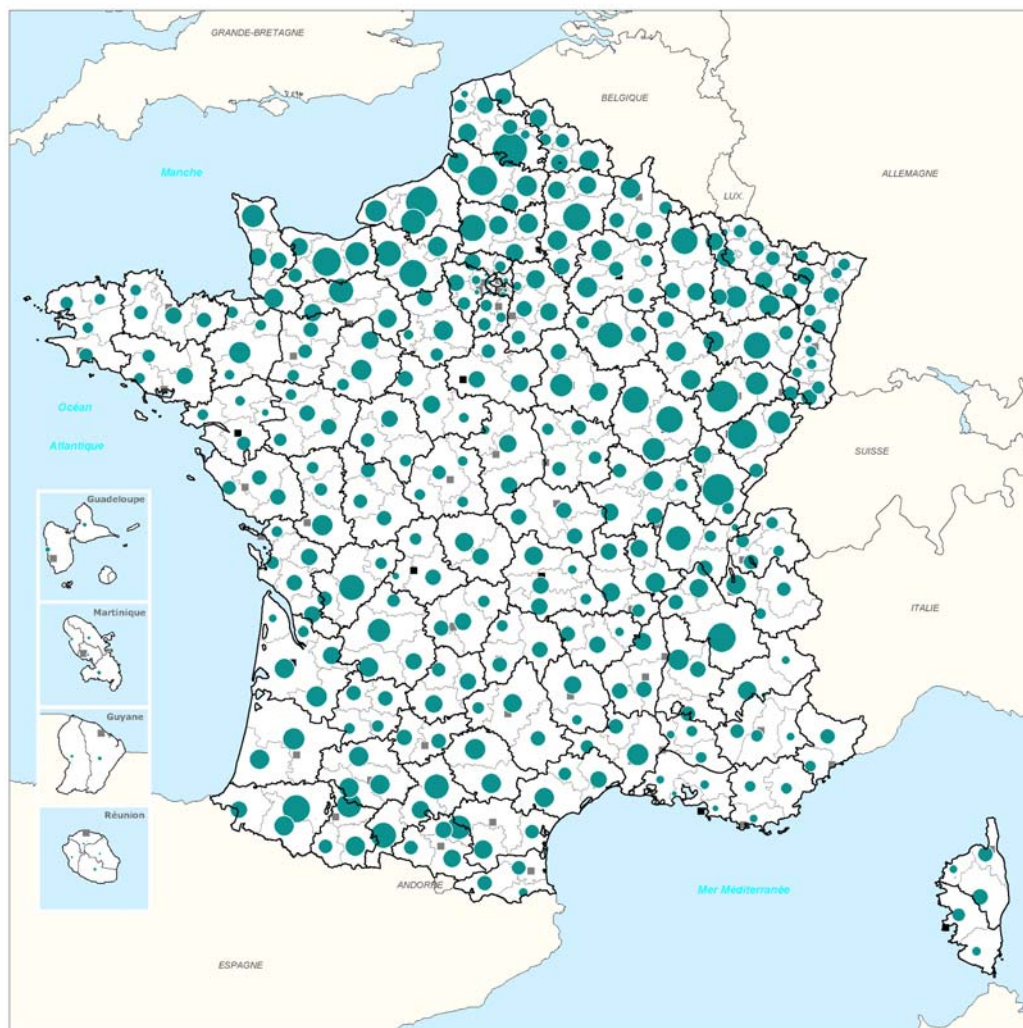 GRANDE-BRETAGNE
BELGIQUE
Manche
ALLEMAGNE
LUX.
Océan
Atlantique
SUISSE
Guadeloupe
Martinique
ITALIE
Guyane
Réunion
ANDORRE
Mer Méditerranée
ESPAGNE